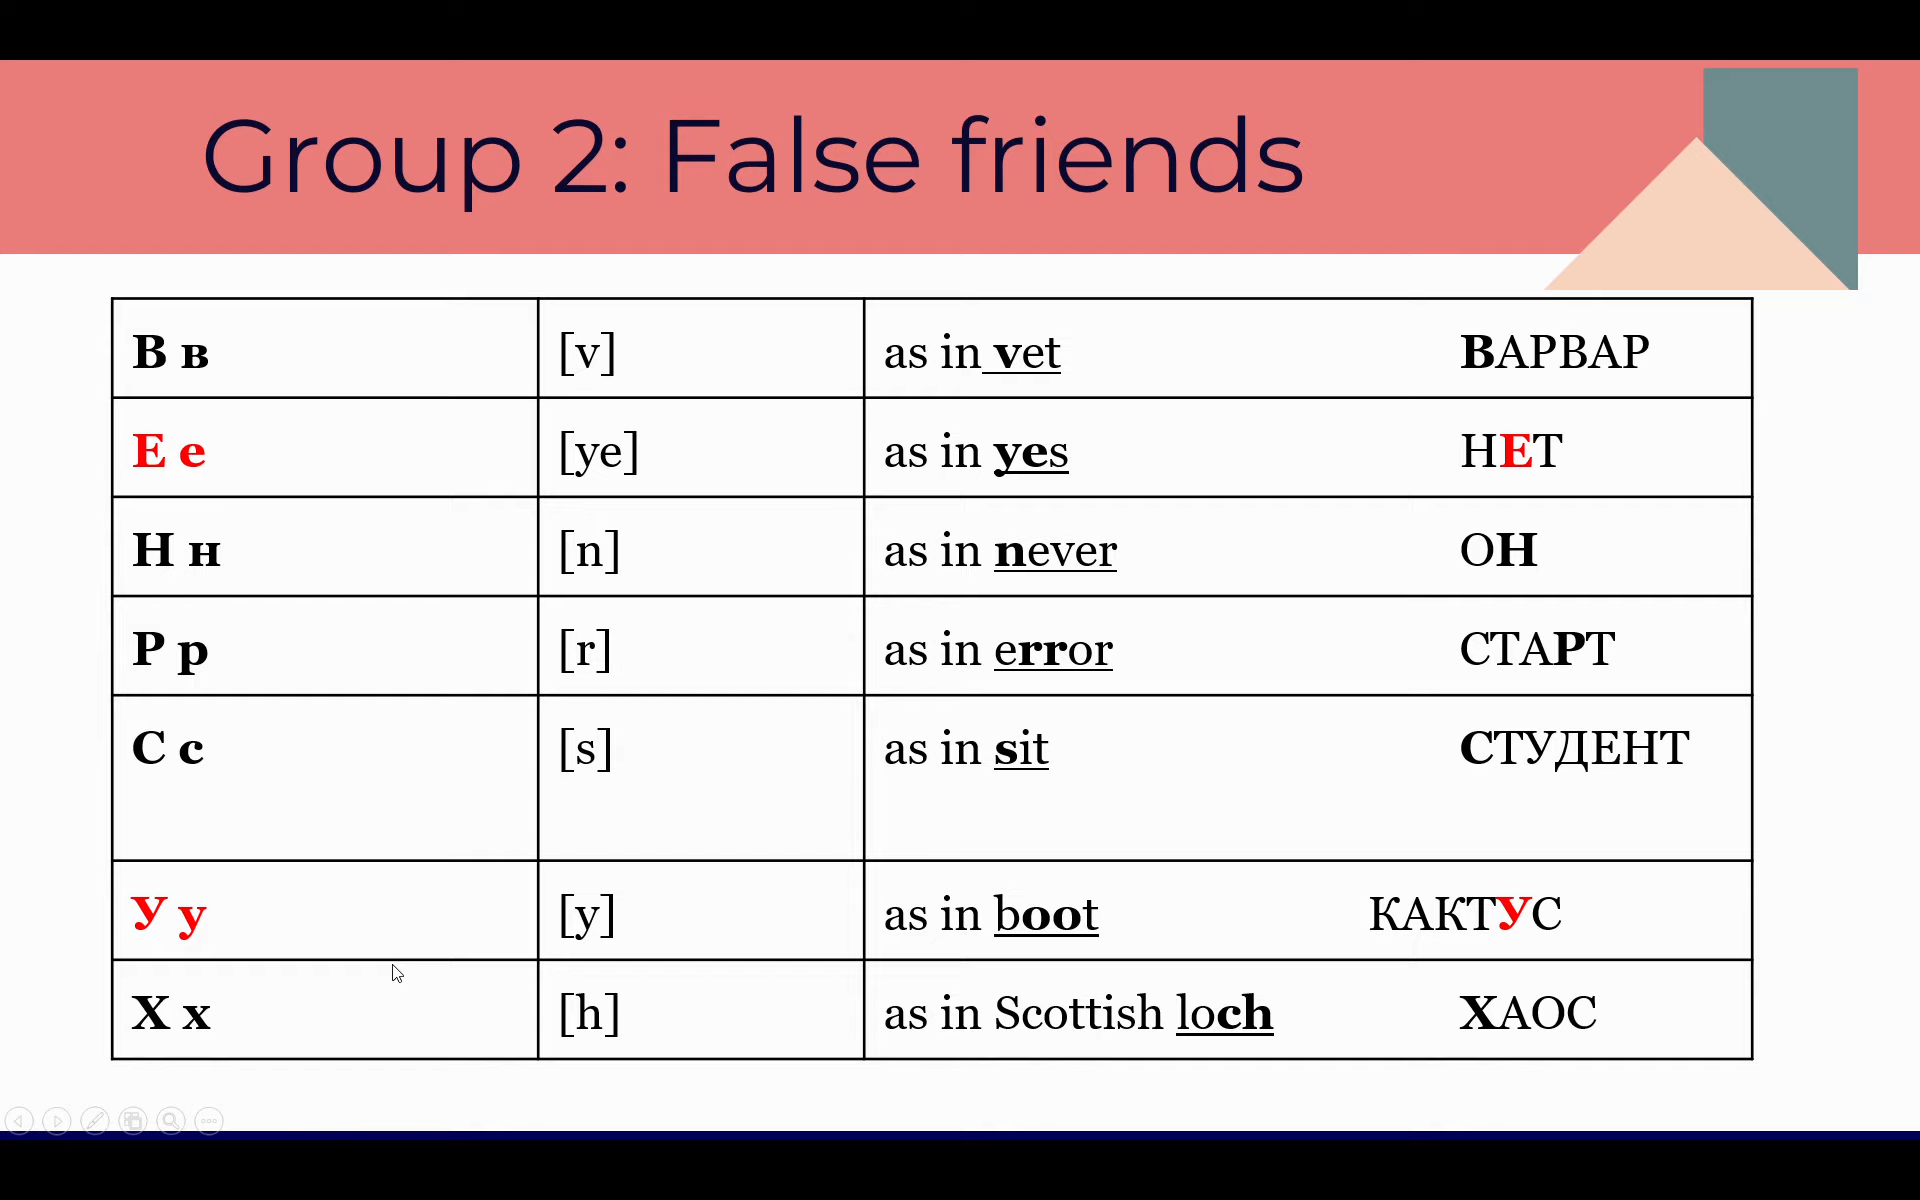 Group 2: False friends
В в [v] as in vet ВАРВАР
Е е [ye] as in yes НЕТ
Н н [n] as in never ОН
Р р [r] as in error СТАРТ
С с [s] as in sit СТУДЕНТ
У у [y] as in boot КАКТУС
Х х [h] as in Scottish loch ХАОС